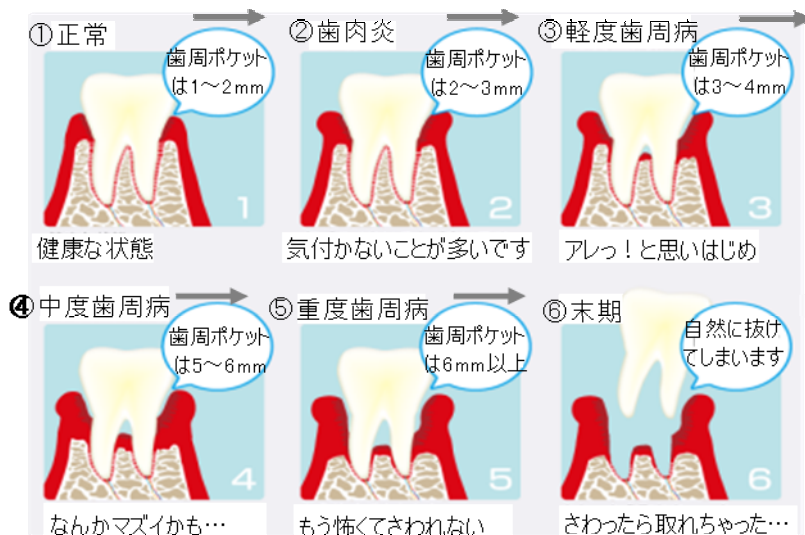 ①正常
歯周ポケット
は1～2mm
1
健康な状態
②歯肉炎
歯周ポケット
は2～3mm
2
気付かないことが多いです
③軽度歯周病
歯周ポケット
は3～4mm
3
アレっ！と思いはじめ
④中度歯周病
歯周ポケット
は5～6mm
4
なんかマズイかも…
⑤重度歯周病
歯周ポケット
は6mm以上
5
もう怖くてさわれない
⑥末期
自然に抜け
てしまいます
6
さわったら取れちゃった…